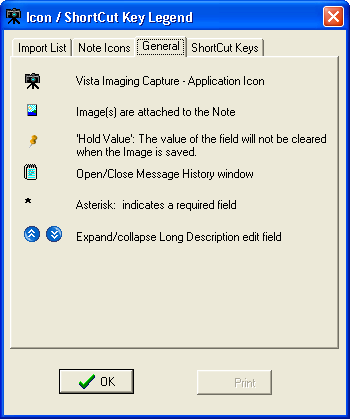 Icon / ShortCut Key Legend
Import List Note Icons General ShortCut Keys
Vista Imaging Capture - Application Icon
Image(s) are attached to the Note
'Hold Value': The value of the field will not be cleared
when the Image is saved.
Open/Close Message History window
* Asterisk: indicates a required field
Expand/collapse Long Description edit field
OK Print